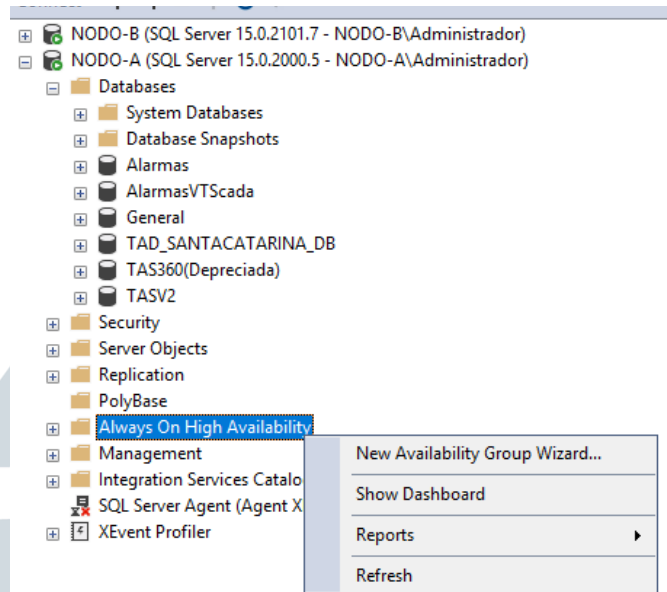 NODO-B (SQL Server 15.0.2101.7 - NODO-B\Administrador)
NODO-A (SQL Server 15.0.2000.5 - NODO-A\Administrador)
Databases
System Databases
Database Snapshots
Alarmas
AlarmasVTScada
General
TAD_SANTACATARINA_DB
TAS360(Depreciada)
TASV2
Security
Server Objects
Replication
PolyBase
Always On High Availability
Management
Integration Services Catalo
SQL Server Agent (Agent X
XEvent Profiler
New Availability Group Wizard...
Show Dashboard
Reports
Refresh